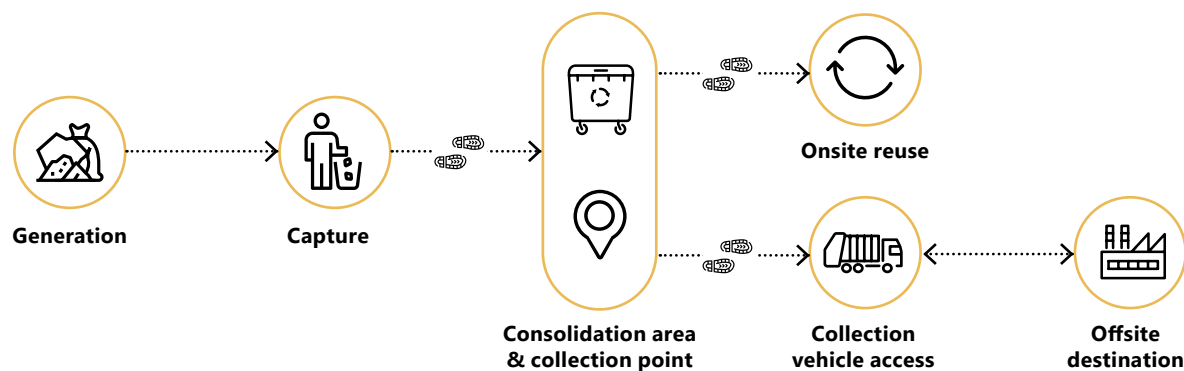 Generation
Capture
Consolidation area
& collection point
Onsite reuse
Collection
vehicle access
Offsite
destination